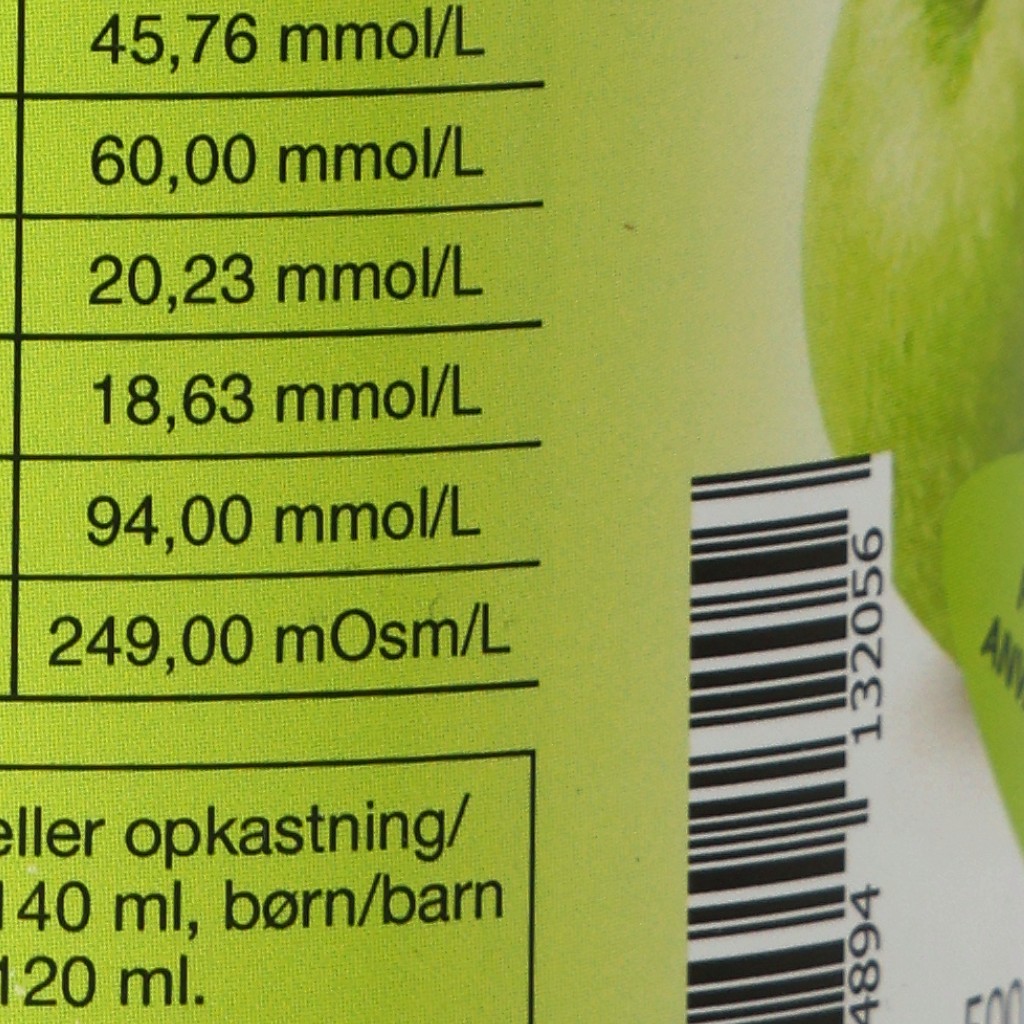 45,76 mmol/L
60,00 mmol/L
20,23 mmol/L
18,63 mmol/L
94,00 mmol/L
249,00 mOsm/L
eller opkastning/
140 ml, børn/barn
120 ml.
4894 132056